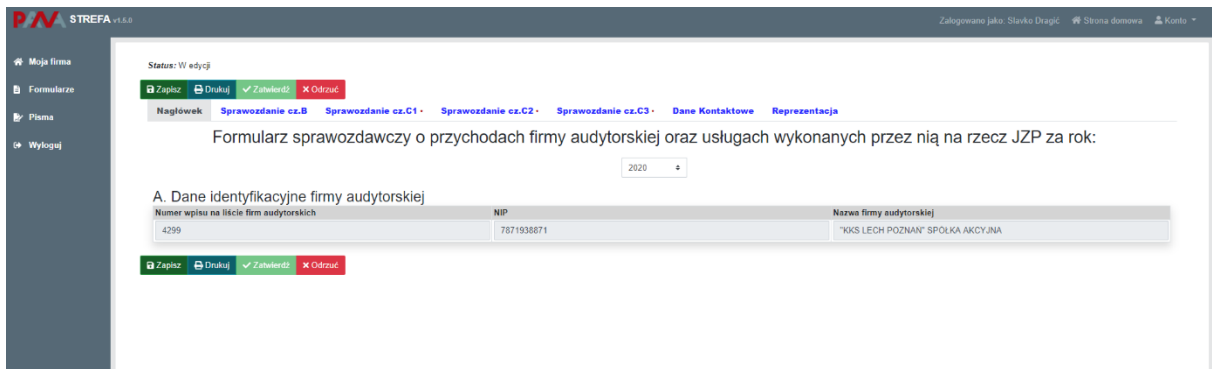 PANA STREFA v1.5.0
Zalogowano jako: Slavko Dragić Strona domowa Konto
Moja firma
Formularze
Pisma
Wyloguj
Status: W edycji
Zapisz Drukuj Zatwierdź Odrzuć
Nagłówek Sprawozdanie cz.B Sprawozdanie cz.C1 - Sprawozdanie cz.C2 - Sprawozdanie cz.C3 - Dane Kontaktowe Reprezentacja
Formularz sprawozdawczy o przychodach firmy audytorskiej oraz usługach wykonanych przez nią na rzecz JZP za rok:
2020
A. Dane identyfikacyjne firmy audytorskiej
Numer wpisu na liście firm audytorskich NIP Nazwa firmy audytorskiej
4299 7871938871 "KKS LECH POZNAŃ" SPÓŁKA AKCYJNA
Zapisz Drukuj Zatwierdź Odrzuć